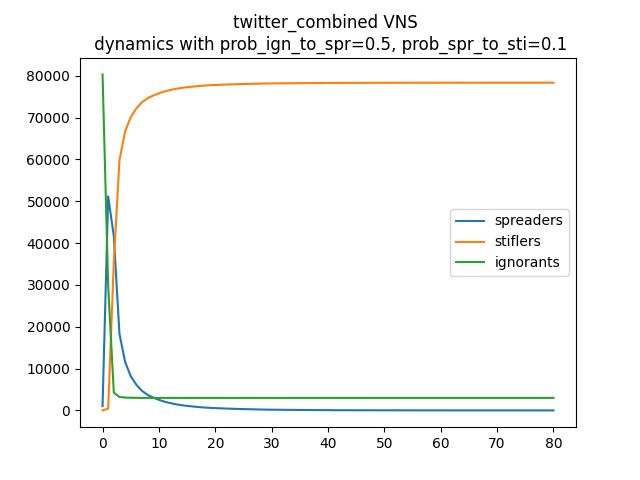 twitter_combined VNS
dynamics with prob_ign_to_spr=0.5, prob_spr_to_sti=0.1
80000
70000
60000
50000
40000
30000
20000
10000
0
spreaders
stiflers
ignorants
0 10 20 30 40 50 60 70 80